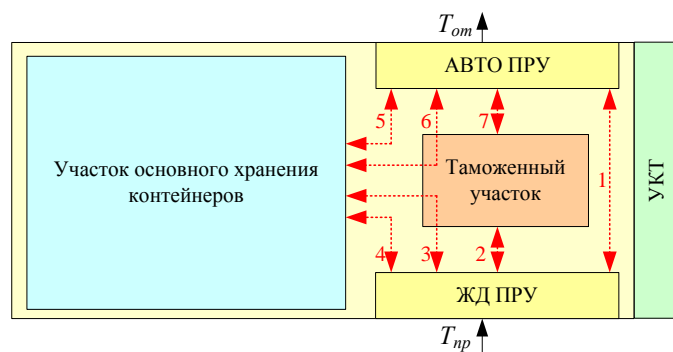 Tот
АВТО ПРУ
5
6
7
1
Участок основного хранения
контейнеров
Таможенный
участок
УКТ
4
3
2
ЖД ПРУ
Tпр